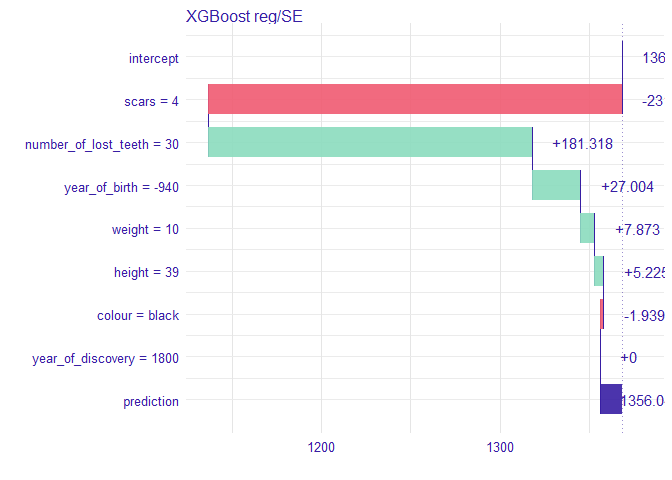 XGBoost reg/SE
intercept 136
scars = 4 -23
number_of_lost_teeth = 30 +181.318
year_of_birth = -940 +27.004
weight = 10 +7.873
height = 39 +5.225
colour = black -1.939
year_of_discovery = 1800 +0
prediction 1356.0
1200 1300